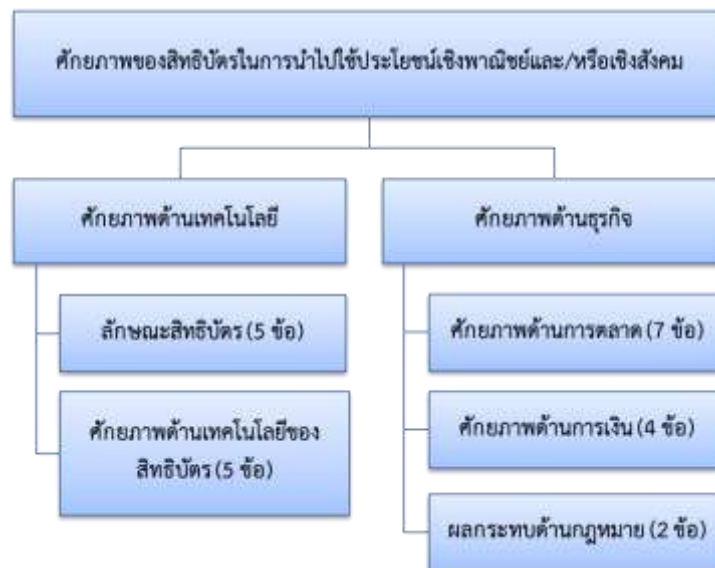 ศักยภาพของสิทธิบัตรในการนำไปใช้ประโยชน์เชิงพาณิชย์และ/หรือเชิงสังคม
ศักยภาพด้านเทคโนโลยี
ลักษณะสิทธิบัตร (5 ข้อ)
ศักยภาพด้านเทคโนโลยีของ
สิทธิบัตร (5 ข้อ)
ศักยภาพด้านธุรกิจ
ศักยภาพด้านการตลาด (7 ข้อ)
ศักยภาพด้านการเงิน (4 ข้อ)
ผลกระทบด้านกฎหมาย (2 ข้อ)